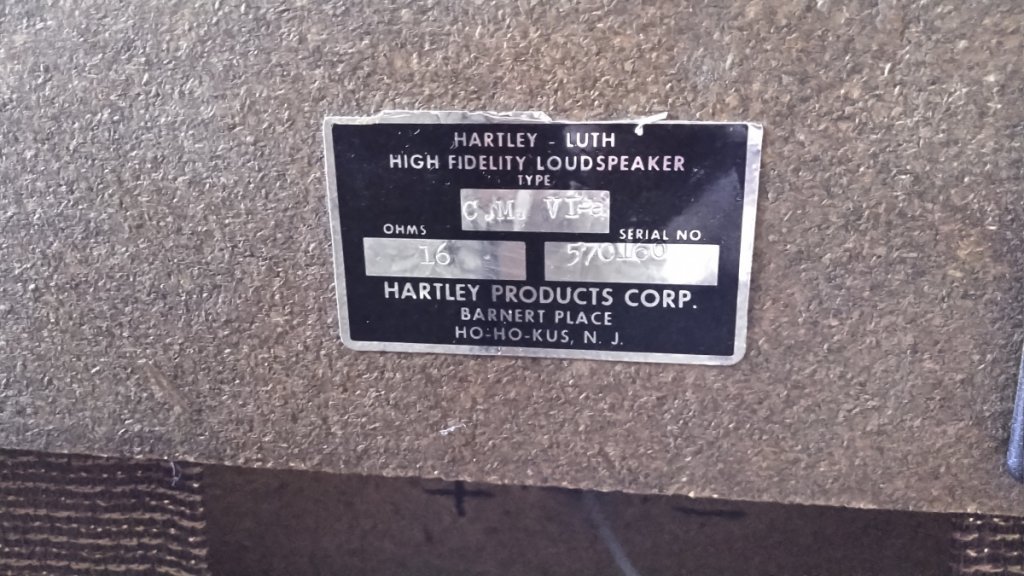 HARTLEY - LUTH
HIGH FIDELITY LOUDSPEAKER
TYPE
C.M. VI-a
OHMS SERIAL NO
16 570160
HARTLEY PRODUCTS CORP.
BARNERT PLACE
HO-HO-KUS, N. J.